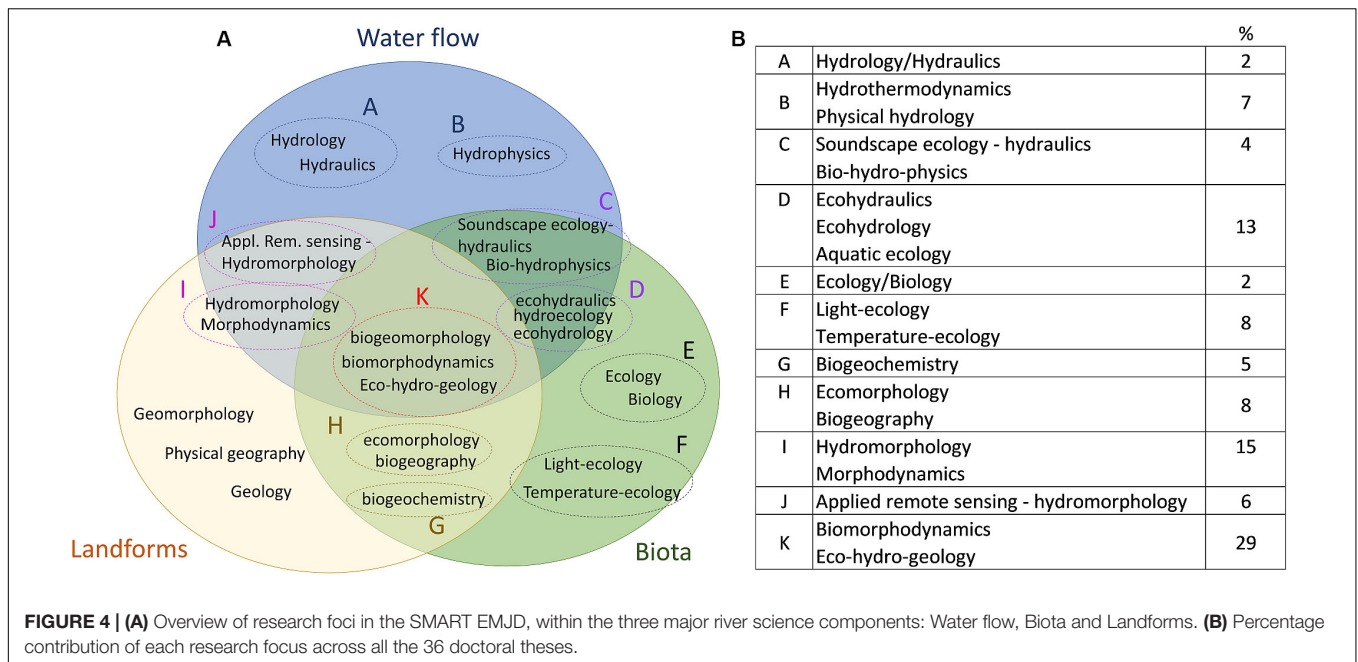 A
Water flow
A
Hydrology
Hydraulics
B
Hydrophysics
C
Soundscape ecology-
hydraulics
Bio-hydrophysics
J
Appl. Rem. sensing -
Hydromorphology
I
Hydromorphology
Morphodynamics
K
biogeomorphology
biomorphodynamics
Eco-hydro-geology
D
ecohydraulics
hydroecology
ecohydrology
E
Ecology
Biology
F
Light-ecology
Temperature-ecology
H
ecomorphology
biogeography
biogeochemistry
G
Geomorphology
Physical geography
Geology
Landforms
Biota
B
%
A Hydrology/Hydraulics 2
B Hydrothermodynamics
Physical hydrology 7
C Soundscape ecology - hydraulics 4
Bio-hydro-physics
D Ecohydraulics
Ecohydrology 13
Aquatic ecology
E Ecology/Biology 2
F Light-ecology 8
Temperature-ecology
G Biogeochemistry 5
H Ecomorphology 8
Biogeography
I Hydromorphology 15
Morphodynamics
J Applied remote sensing - hydromorphology 6
K Biomorphodynamics 29
Eco-hydro-geology
FIGURE 4 | (A) Overview of research foci in the SMART EMJD, within the three major river science components: Water flow, Biota and Landforms. (B) Percentage
contribution of each research focus across all the 36 doctoral theses.